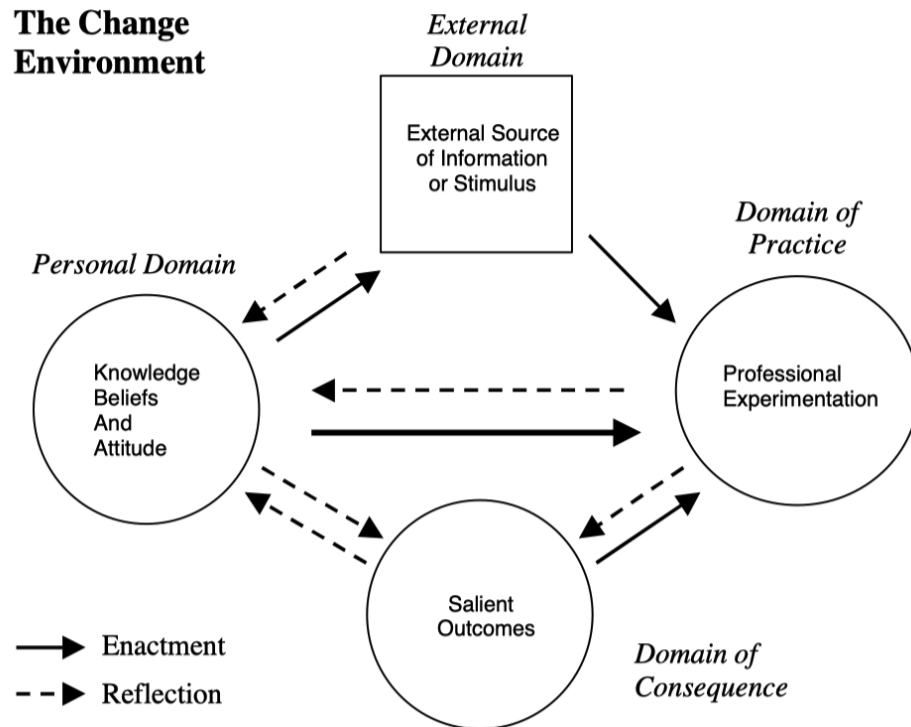 The Change
Environment
External
Domain
External Source
of Information
or Stimulus
Domain of
Practice
Personal Domain
Knowledge
Beliefs
And
Attitude
Professional
Experimentation
Salient
Outcomes
Enactment
Reflection
Domain of
Consequence